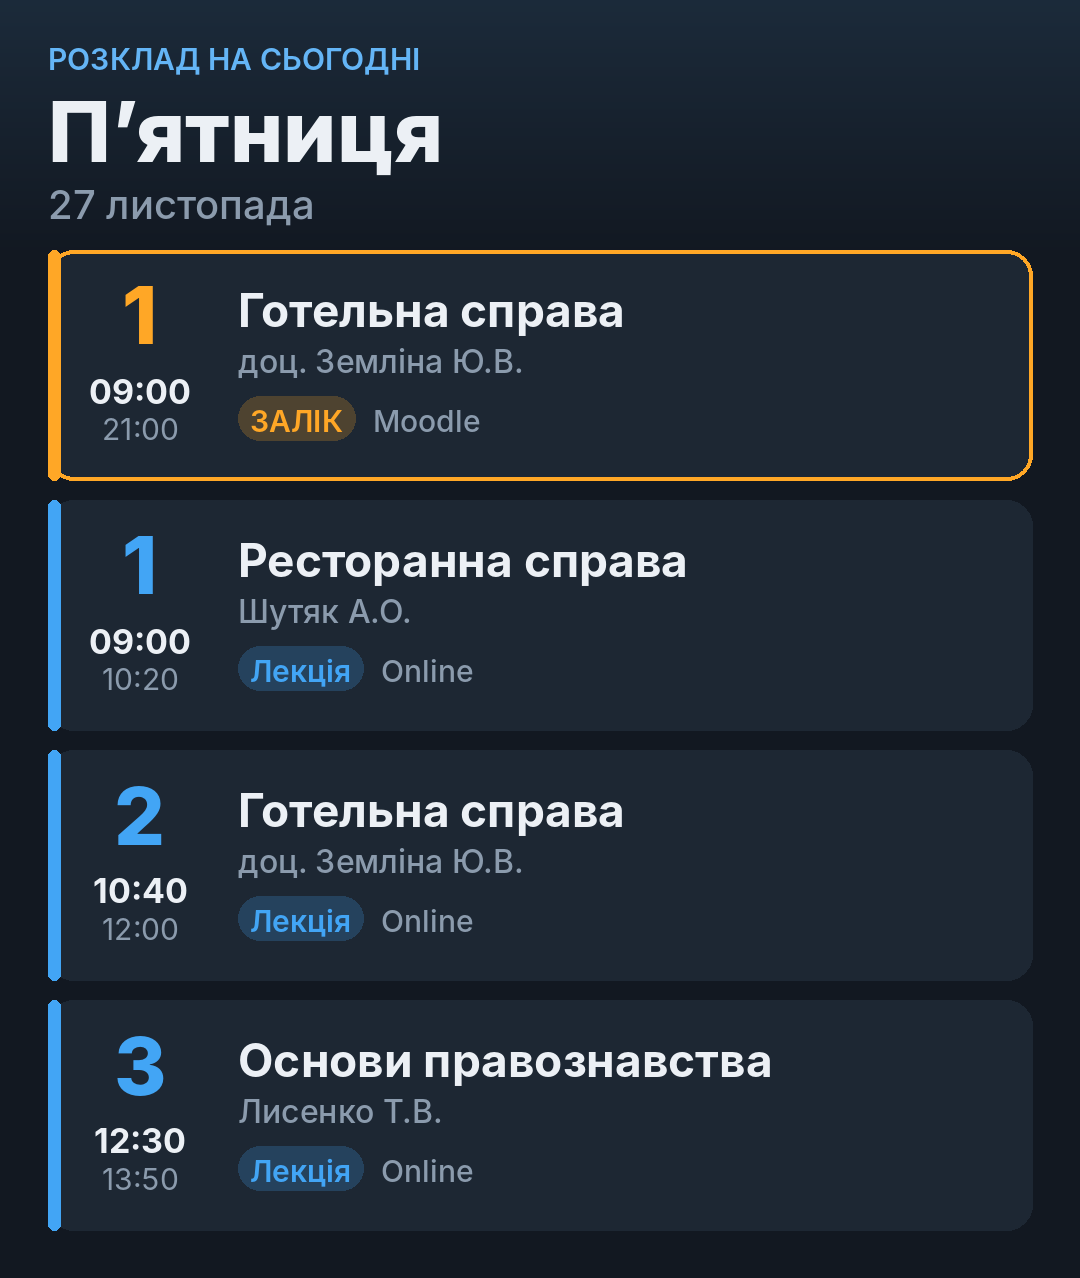 РОЗКЛАД НА СЬОГОДНІ
П’ятниця
27 листопада
1
09:00
21:00
Готельна справа
доц. Земліна Ю.В.
ЗАЛІК Moodle
1
09:00
10:20
Ресторанна справа
Шутяк А.О.
Лекція Online
2
10:40
12:00
Готельна справа
доц. Земліна Ю.В.
Лекція Online
3
12:30
13:50
Основи правознавства
Лисенко Т.В.
Лекція Online